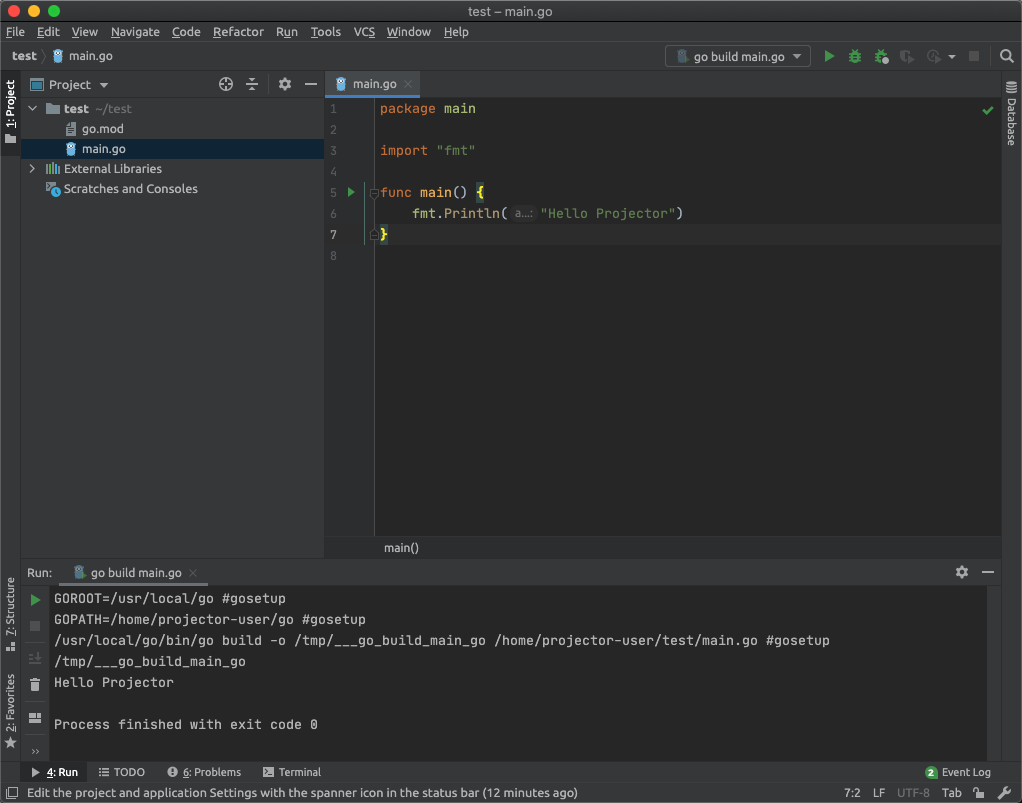 test – main.go
File Edit View Navigate Code Refactor Run Tools VCS Window Help
test main.go
go build main.go
1: Project
Project
main.go
Database
test ~/test
go.mod
main.go
External Libraries
Scratches and Consoles
1 package main
2
3 import "fmt"
4
5 func main() {
6 fmt.Println( a...: "Hello Projector")
7 }
8
main()
Run: go build main.go
7: Structure
2: Favorites
GOROOT=/usr/local/go #gosetup
GOPATH=/home/projector-user/go #gosetup
/usr/local/go/bin/go build -o /tmp/___go_build_main_go /home/projector-user/test/main.go #gosetup
/tmp/___go_build_main_go
Hello Projector
Process finished with exit code 0
4: Run TODO 6: Problems Terminal 2 Event Log
Edit the project and application Settings with the spanner icon in the status bar (12 minutes ago) 7:2 LF UTF-8 Tab